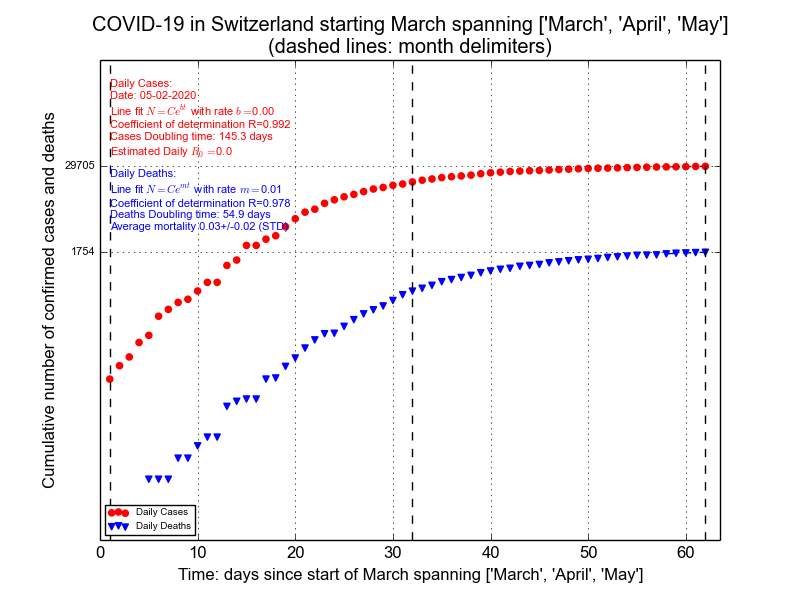 COVID-19 in Switzerland starting March spanning ['March', 'April', 'May']
(dashed lines: month delimiters)
Daily Cases:
Date: 05-02-2020
Line fit N = Ce^{bt} with rate b =0.00
Coefficient of determination R=0.992
Cases Doubling time: 145.3 days
Estimated Daily R_0 =0.0
Daily Deaths:
Line fit N = Ce^{mt} with rate m =0.01
Coefficient of determination R=0.978
Deaths Doubling time: 54.9 days
Average mortality 0.03+/-0.02 (STD)
29705
1754
Cumulative number of confirmed cases and deaths
Daily Cases
Daily Deaths
0 10 20 30 40 50 60
Time: days since start of March spanning ['March', 'April', 'May']